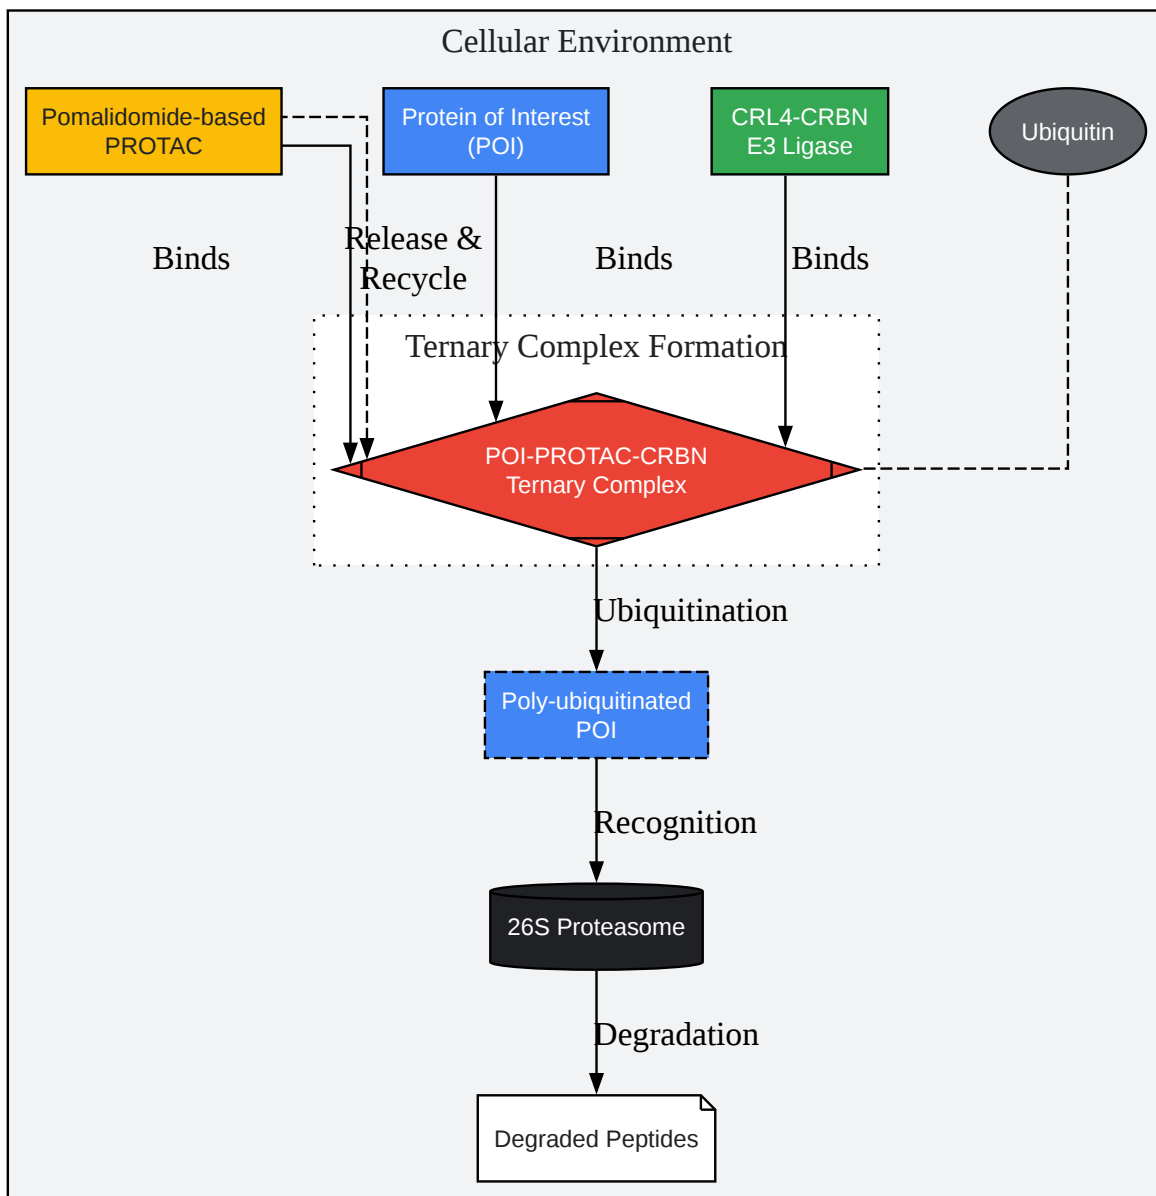 Cellular Environment
Pomalidomide-based
PROTAC
Protein of Interest
(POI)
CRL4-CRBN
E3 Ligase
Ubiquitin
Binds
Release &
Recycle
Binds
Binds
Ternary Complex Formation
POI-PROTAC-CRBN
Ternary Complex
Ubiquitination
Poly-ubiquitinated
POI
Recognition
26S Proteasome
Degradation
Degraded Peptides